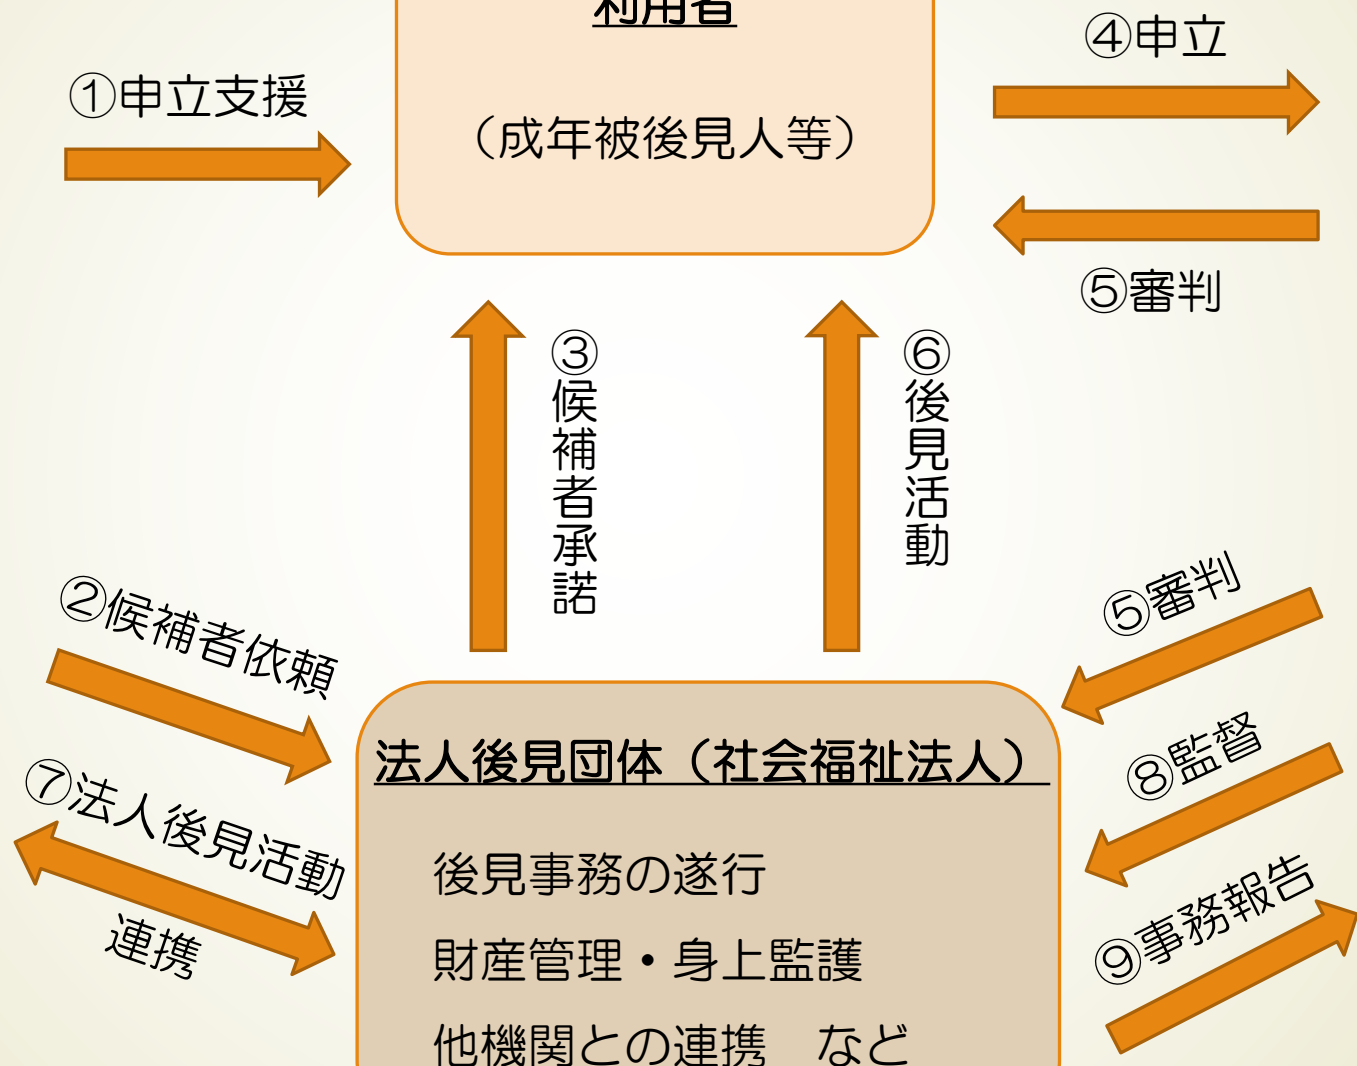 利用者
（成年被後見人等）
①申立支援
④申立
⑤審判
③候補者承諾
⑥後見活動
②候補者依頼
⑦法人後見活動
連携
⑤審判
⑧監督
⑨事務報告
法人後見団体（社会福祉法人）
後見事務の遂行
財産管理・身上監護
他機関との連携　など